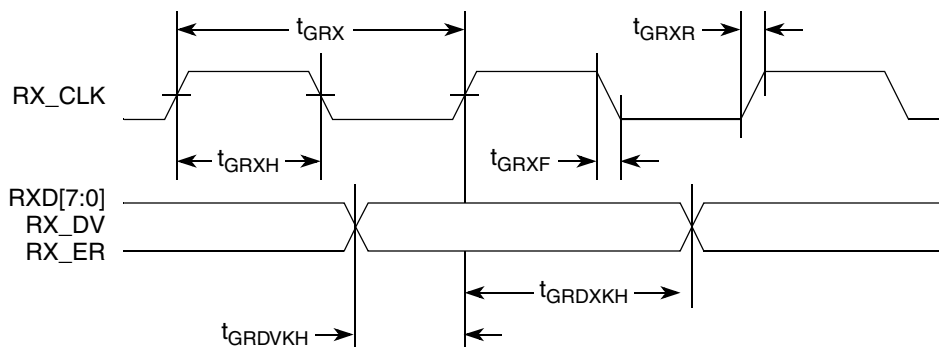 tGRX
tGRXR
RX_CLK
tGRXH
tGRXF
RXD[7:0]
RX_DV
RX_ER
tGRDXKH
tGRDVKH